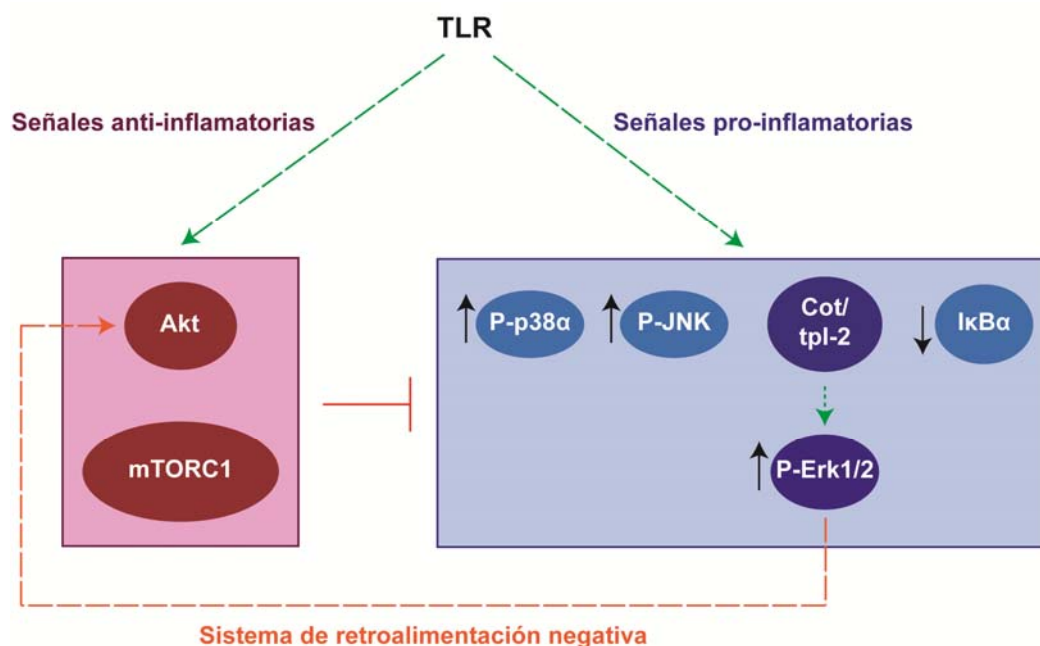 TLR
Señales anti-inflamatorias
Señales pro-inflamatorias
Akt
P-p38α
P-JNK
Cot/
tpl-2
IκBα
mTORC1
P-Erk1/2
Sistema de retroalimentación negativa